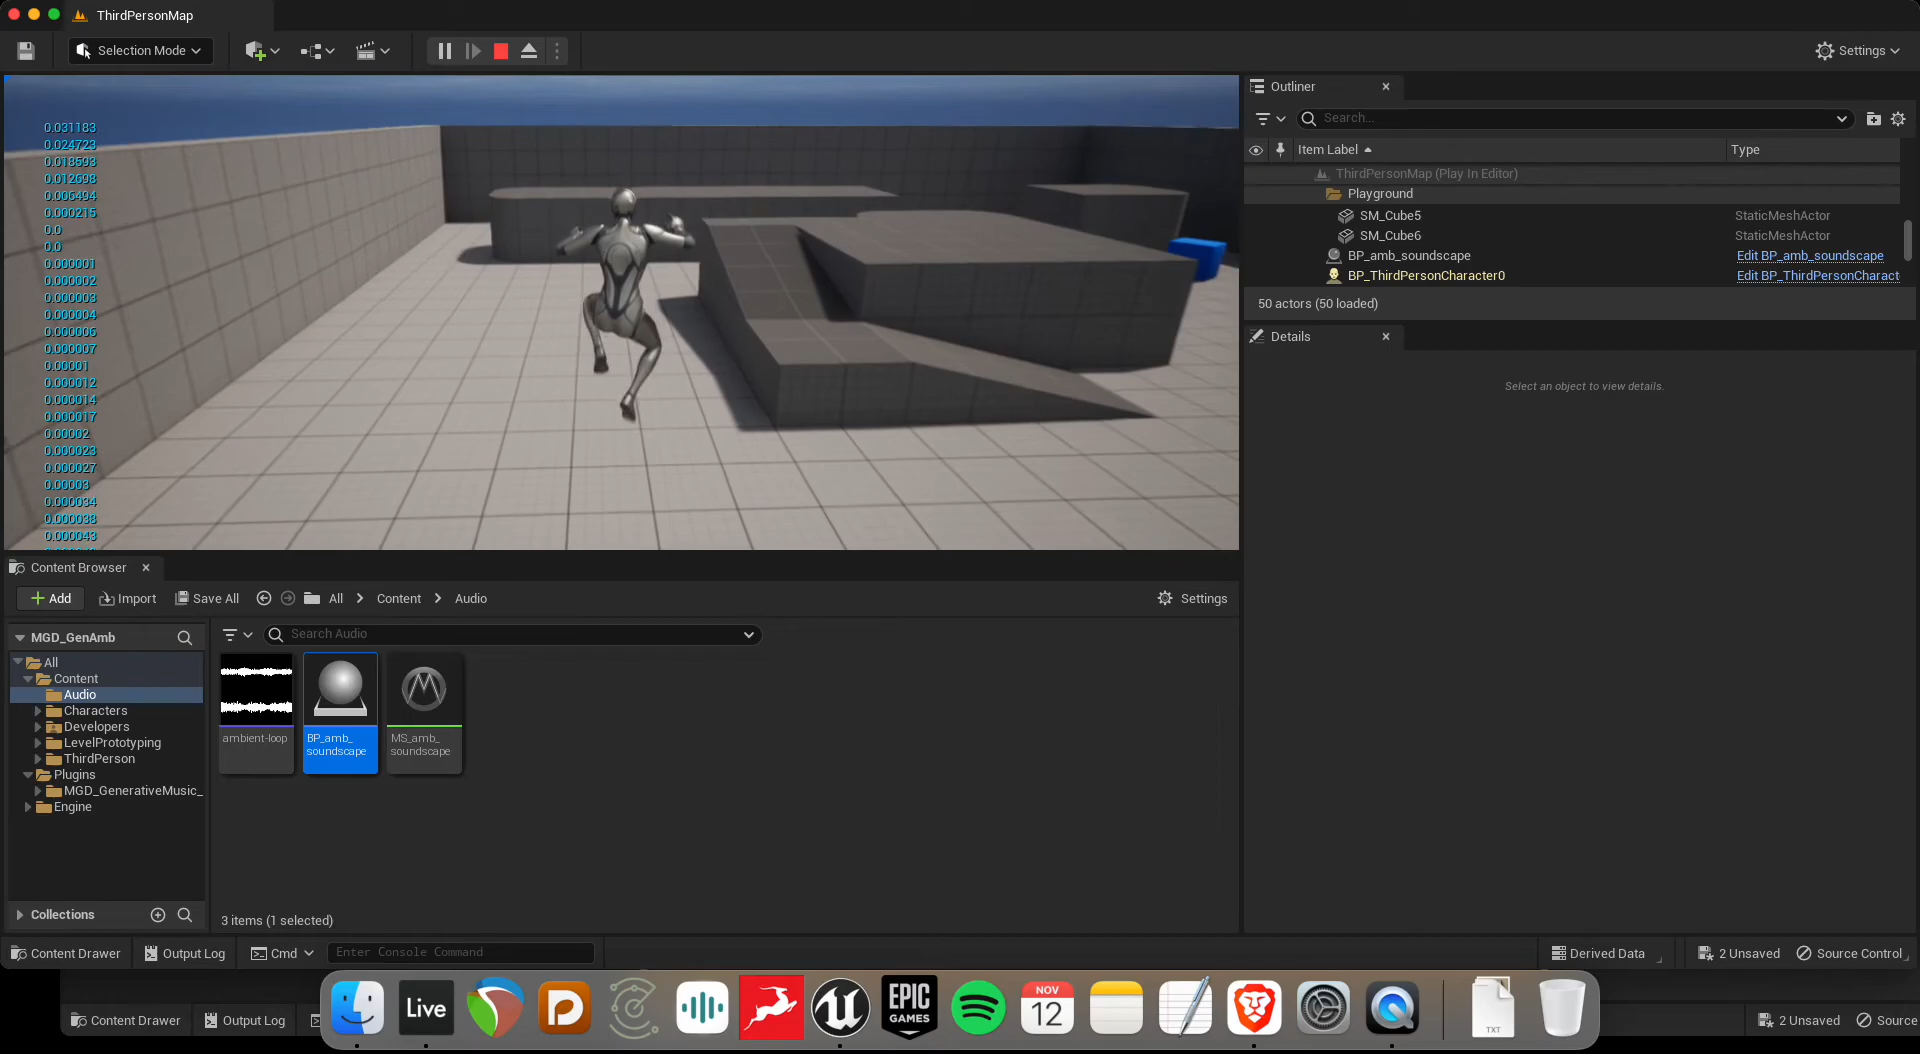 ThirdPersonMap
Selection Mode
Settings
0.031183
0.024723
0.018593
0.012698
0.006494
0.000215
0.0
0.0
0.000001
0.000002
0.000003
0.000004
0.000006
0.000007
0.00001
0.000012
0.000014
0.000017
0.00002
0.000023
0.000027
0.00003
0.000034
0.000038
0.000043
Outliner
Search...
Item Label
Type
ThirdPersonMap (Play In Editor)
Playground
SM_Cube5
StaticMeshActor
SM_Cube6
StaticMeshActor
BP_amb_soundscape
Edit BP_amb_soundscape
BP_ThirdPersonCharacter0
Edit BP_ThirdPersonCharact
50 actors (50 loaded)
Details
Select an object to view details.
Content Browser
Add
Import
Save All
All
Content
Audio
Settings
MGD_GenAmb
Search Audio
All
Content
Audio
Characters
Developers
LevelPrototyping
ThirdPerson
Plugins
MGD_GenerativeMusic_
Engine
ambient-loop
BP_amb_
soundscape
MS_amb_
soundscape
Collections
3 items (1 selected)
Content Drawer
Output Log
Cmd
Enter Console Command
Derived Data
2 Unsaved
Source Control
Live
EPIC
GAMES
NOV
12
TXT
Content Drawer
Output Log
2 Unsaved
Source